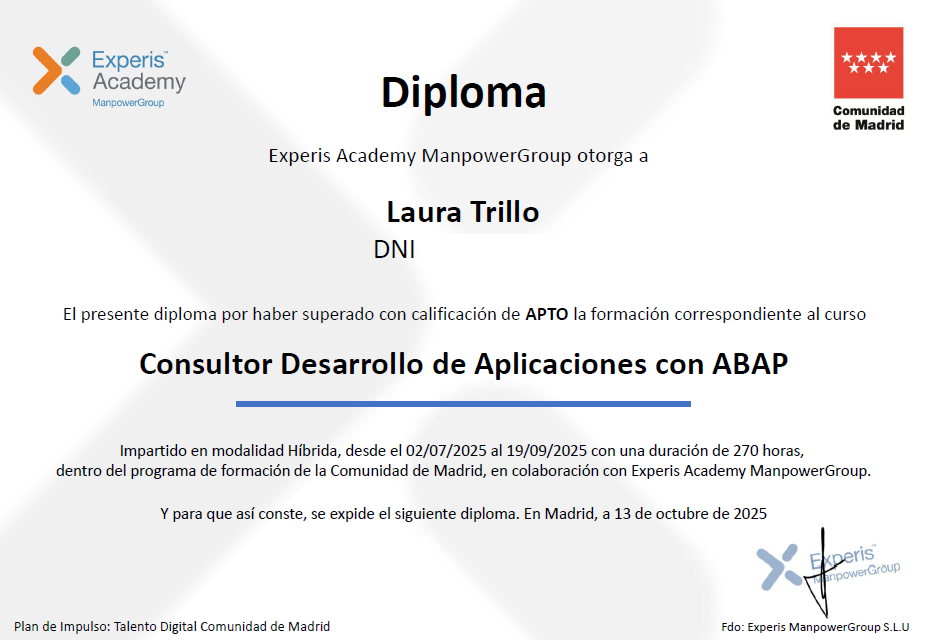 Experis™
Academy
ManpowerGroup
Comunidad
de Madrid
Diploma
Experis Academy ManpowerGroup otorga a
Laura Trillo
DNI
El presente diploma por haber superado con calificación de APTO la formación correspondiente al curso
Consultor Desarrollo de Aplicaciones con ABAP
Impartido en modalidad Híbrida, desde el 02/07/2025 al 19/09/2025 con una duración de 270 horas,
dentro del programa de formación de la Comunidad de Madrid, en colaboración con Experis Academy ManpowerGroup.
Y para que así conste, se expide el siguiente diploma. En Madrid, a 13 de octubre de 2025
Experis™
ManpowerGroup
Plan de Impulso: Talento Digital Comunidad de Madrid
Fdo: Experis ManpowerGroup S.L.U